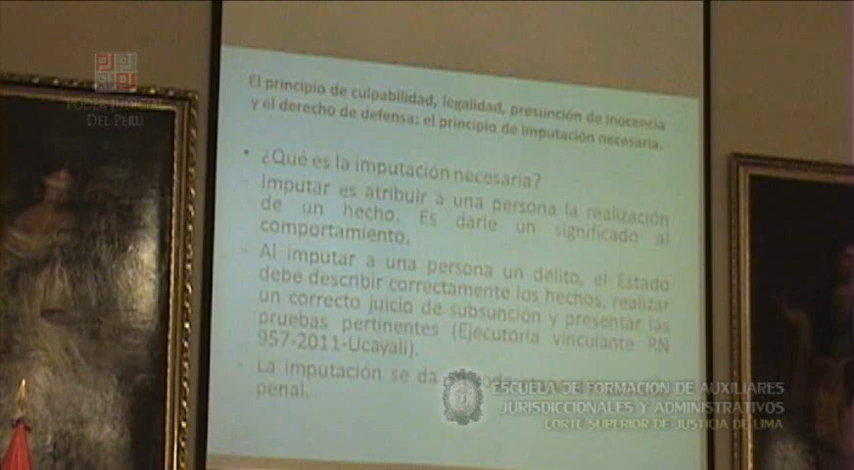 El principio de culpabilidad, legalidad, presunción de inocencia
y el derecho de defensa: el principio de imputación necesaria.
• ¿Qué es la imputación necesaria?
- Imputar es atribuir a una persona la realización
de un hecho. Es darle un significado al
comportamiento.
- Al imputar a una persona un delito, el Estado
debe describir correctamente los hechos, realizar
un correcto juicio de subsunción y presentar las
pruebas pertinentes (Ejecutoria vinculante RN
957-2011-Ucayali).
- La imputación se da
penal.
PODER JUDICIAL
DEL PERÚ
ESCUELA DE FORMACIÓN DE AUXILIARES
JURISDICCIONALES Y ADMINISTRATIVOS
CORTE SUPERIOR DE JUSTICIA DE LIMA